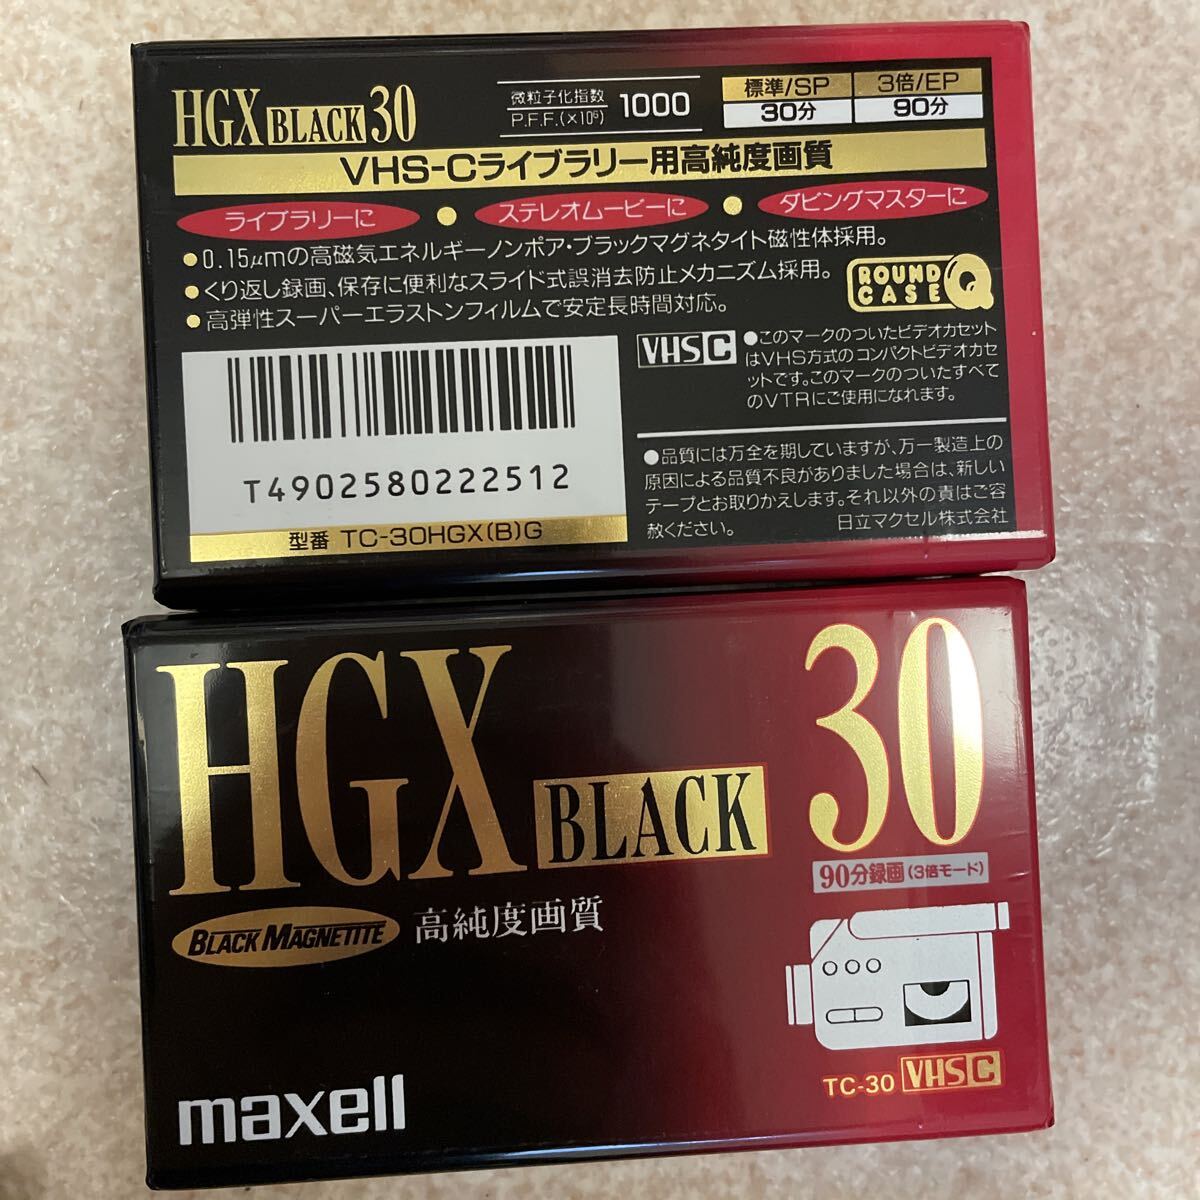 HGX BLACK 30
微粒子化指数
P.F.F.(×10⁹)
1000
標準/SP
30分
3倍/EP
90分
VHS-Cライブラリー用高純度画質
ライブラリーに ● ステレオムービーに ● ダビングマスターに
●0.15μmの高磁気エネルギーノンポア・ブラックマグネタイト磁性体採用。
●くり返し録画、保存に便利なスライド式誤消去防止メカニズム採用。
●高弾性スーパーエラストンフィルムで安定長時間対応。
ROUND
CASE Q
VHS C
●このマークのついたビデオカセット
はVHS方式のコンパクトビデオカセ
ットです。このマークのついたすべて
のVTRにご使用になれます。
●品質には万全を期していますが、万一製造上の
原因による品質不良がありました場合は、新しい
テープとお取りかえします。それ以外の責はご容
赦ください。
日立マクセル株式会社
T4902580222512
型番 TC-30HGX(B)G
HGX BLACK 30
90分録画(3倍モード)
BLACK MAGNETITE 高純度画質
maxell
TC-30 VHS C